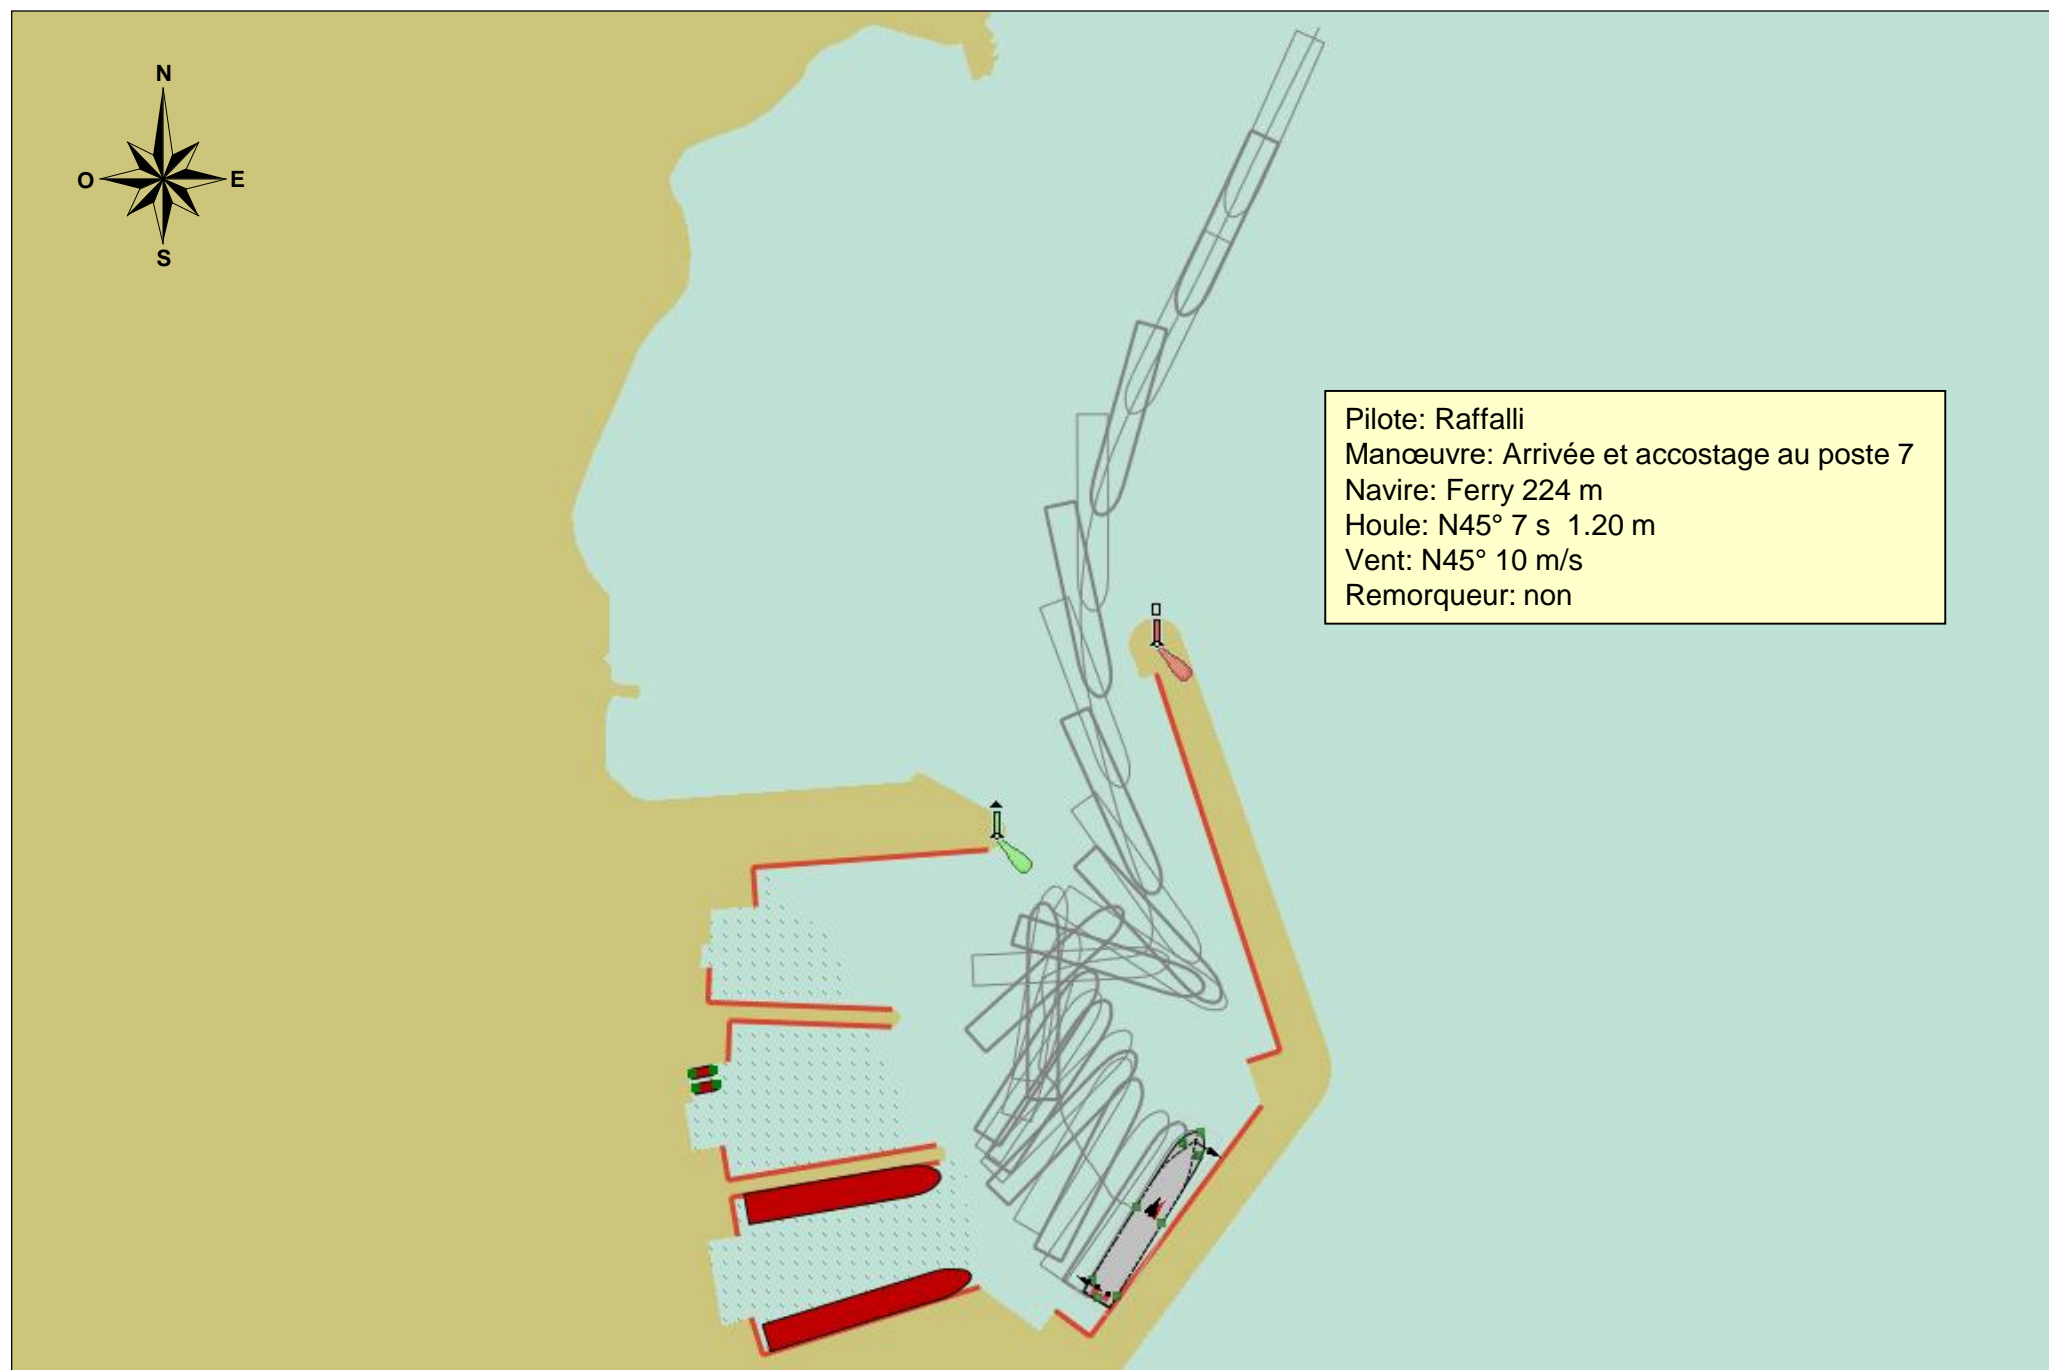 N
O
E
S
Pilote: Raffalli
Manœuvre: Arrivée et accostage au poste 7
Navire: Ferry 224 m
Houle: N45° 7 s  1.20 m
Vent: N45° 10 m/s
Remorqueur: non